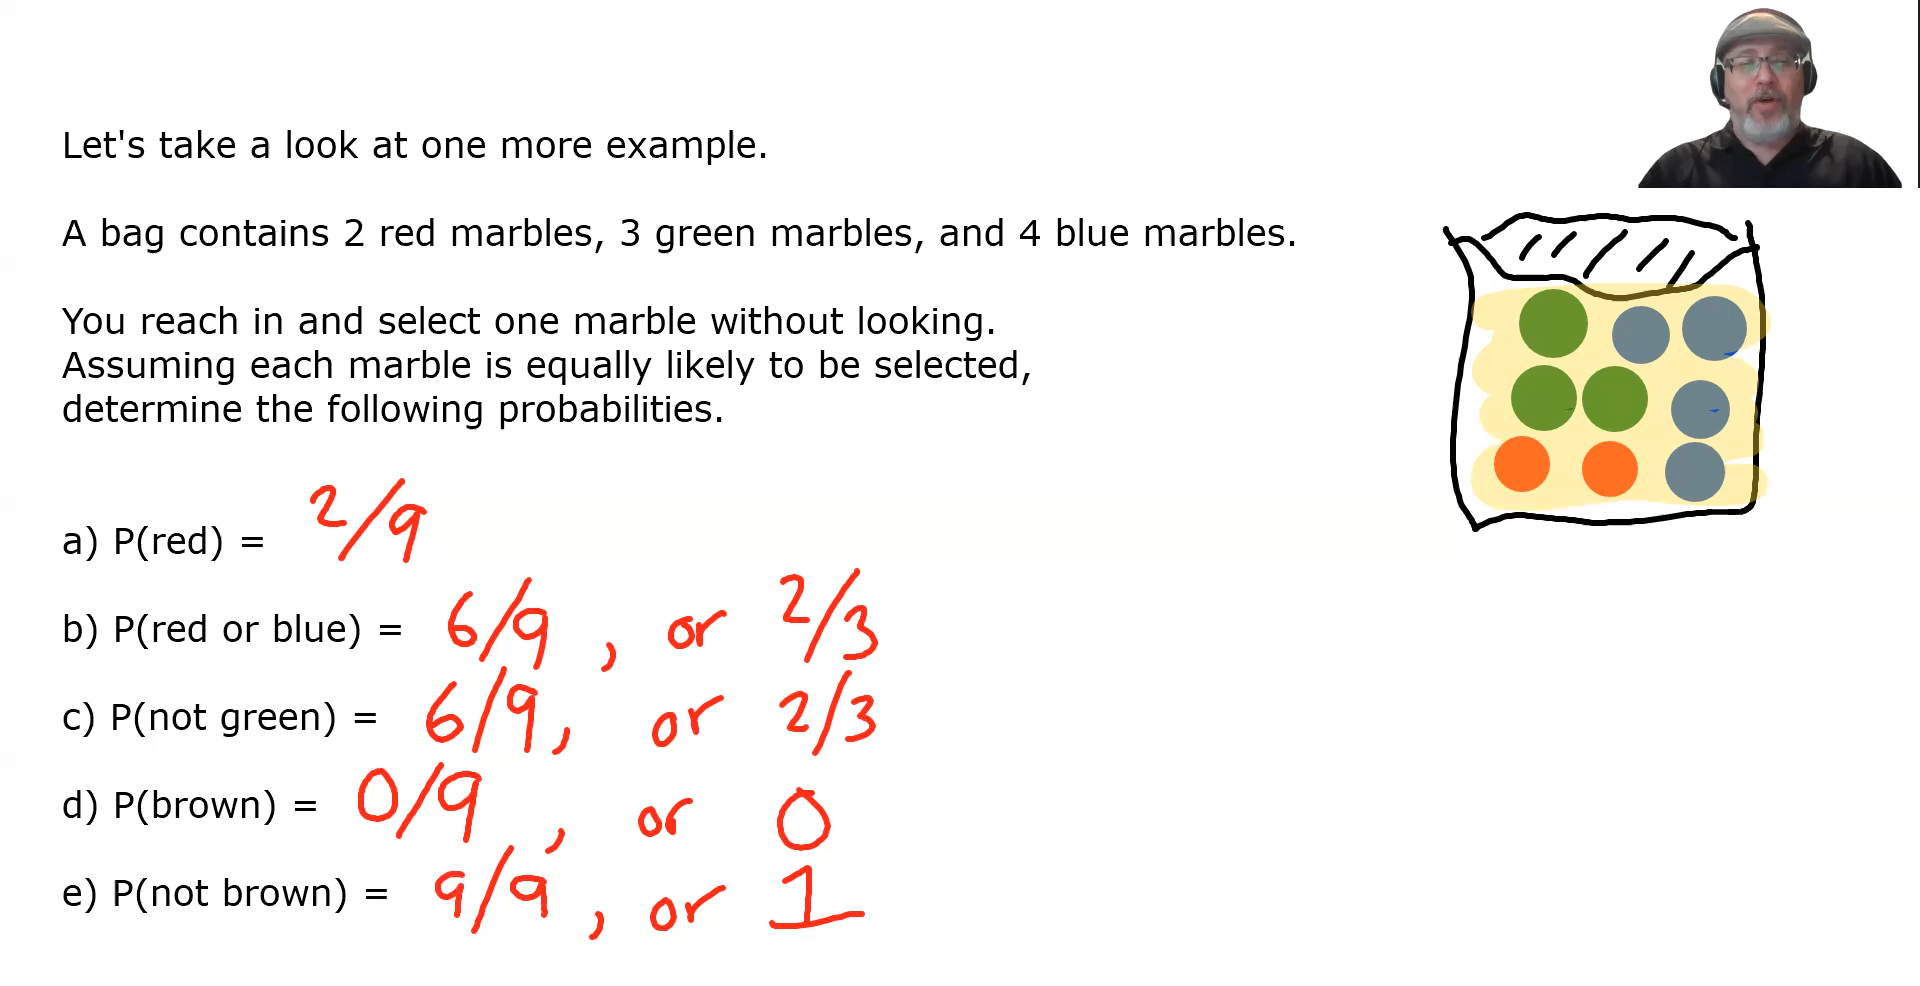 Let's take a look at one more example.
A bag contains 2 red marbles, 3 green marbles, and 4 blue marbles.
You reach in and select one marble without looking.
Assuming each marble is equally likely to be selected,
determine the following probabilities.
a) P(red) = 2/9
b) P(red or blue) = 6/9, or 2/3
c) P(not green) = 6/9, or 2/3
d) P(brown) = 0/9, or 0
e) P(not brown) = 9/9, or 1